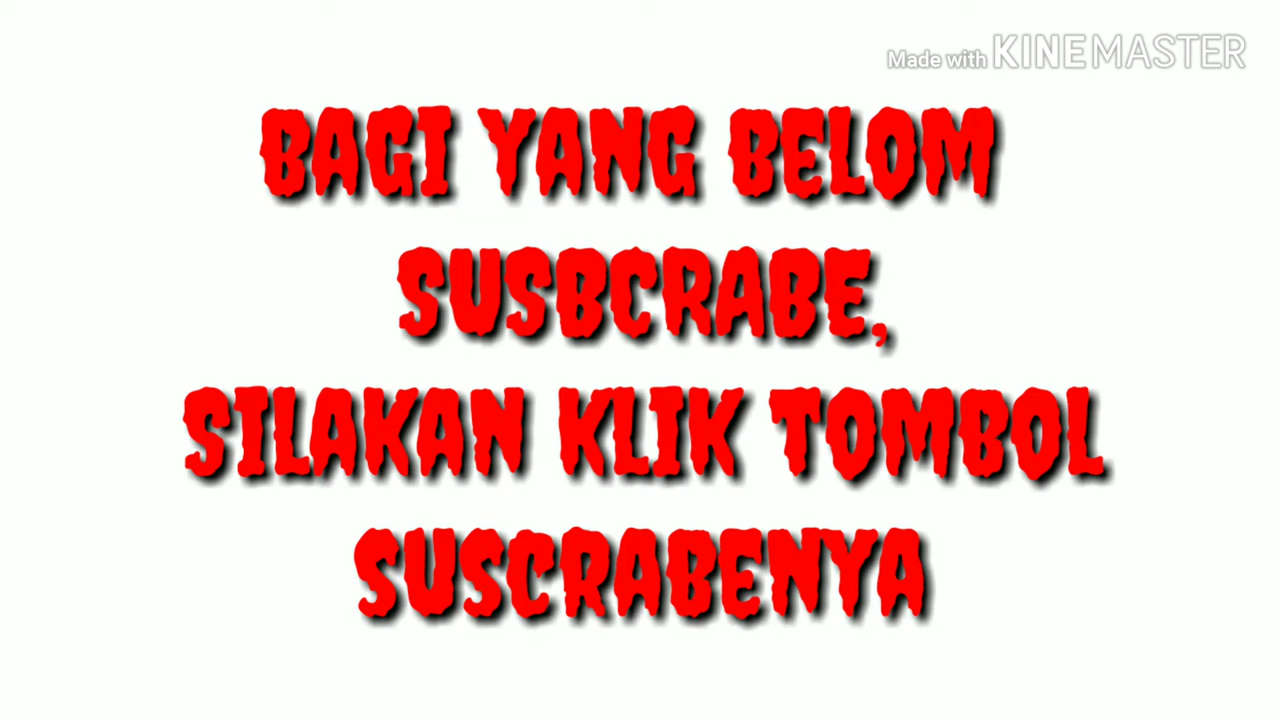 Made with KINEMASTER
BAGI YANG BELOM
SUSBCRABE,
SILAKAN KLIK TOMBOL
SUSCRABENYA